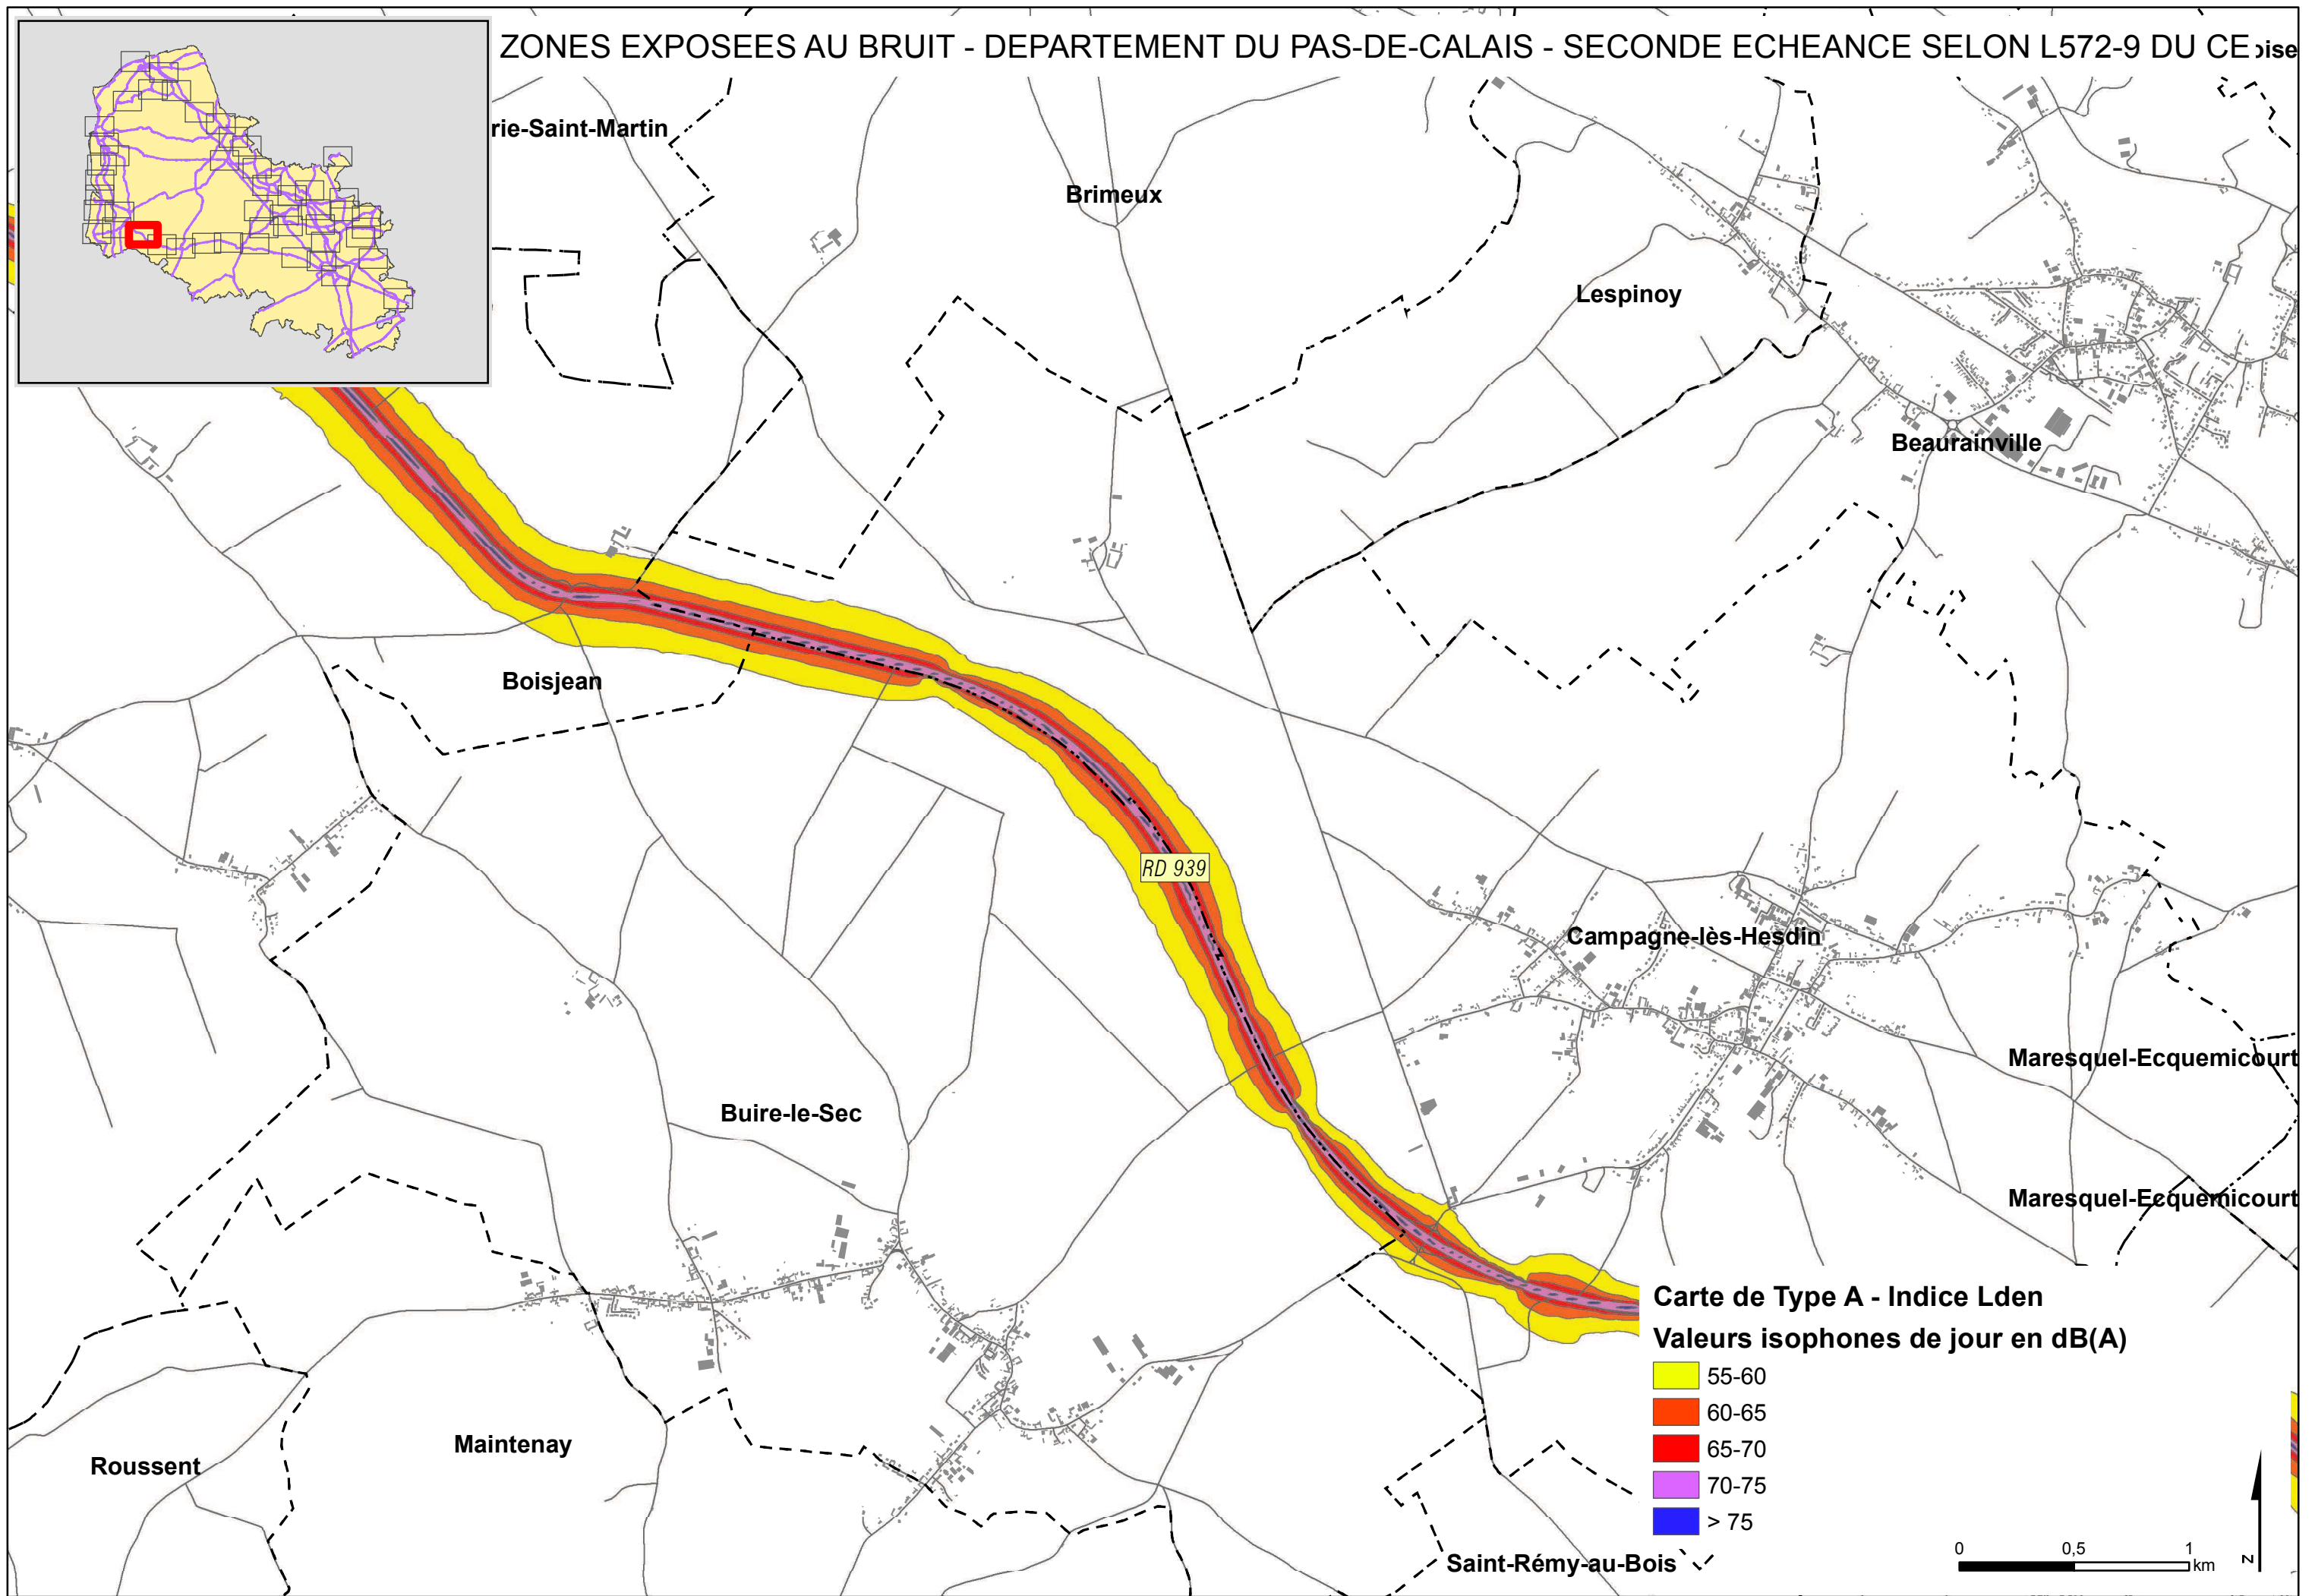 ZONES EXPOSEES AU BRUIT - DEPARTEMENT DU PAS-DE-CALAIS - SECONDE ECHEANCE SELON L572-9 DU CE
oise
rie-Saint-Martin
Brimeux
Lespinoy
Beaurainville
Boisjean
RD 939
Campagne-lès-Hesdin
Maresquel-Ecquemicourt
Buire-le-Sec
Maresquel-Ecquemicourt
Carte de Type A - Indice Lden
Valeurs isophones de jour en dB(A)
55-60
60-65
65-70
70-75
> 75
Maintenay
Roussent
Saint-Rémy-au-Bois
0 0,5 1
km
N